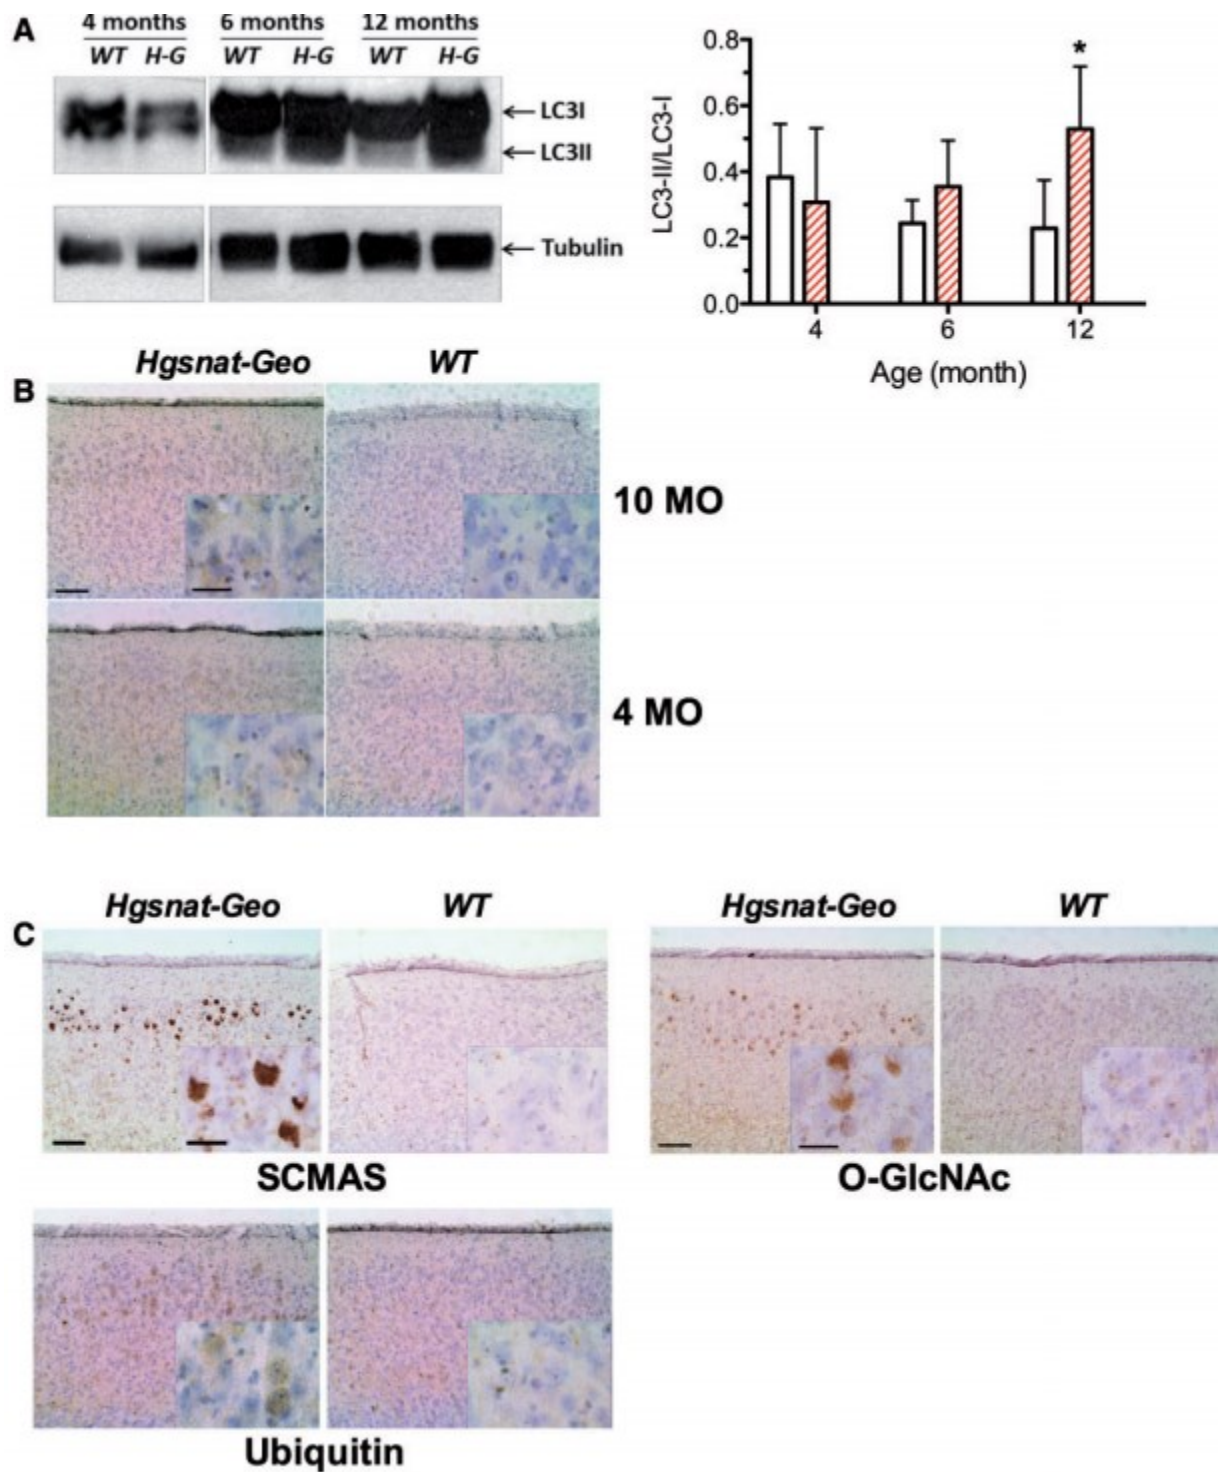 A
4 months 6 months 12 months
WT H-G WT H-G WT H-G
LC3I
LC3II
Tubulin
LC3-II/LC3-I
0.8
0.6
0.4
0.2
0.0
*
4 6 12
Age (month)
B
Hgsnat-Geo WT
10 MO
4 MO
C
Hgsnat-Geo WT
SCMAS
Hgsnat-Geo WT
O-GlcNAc
Ubiquitin